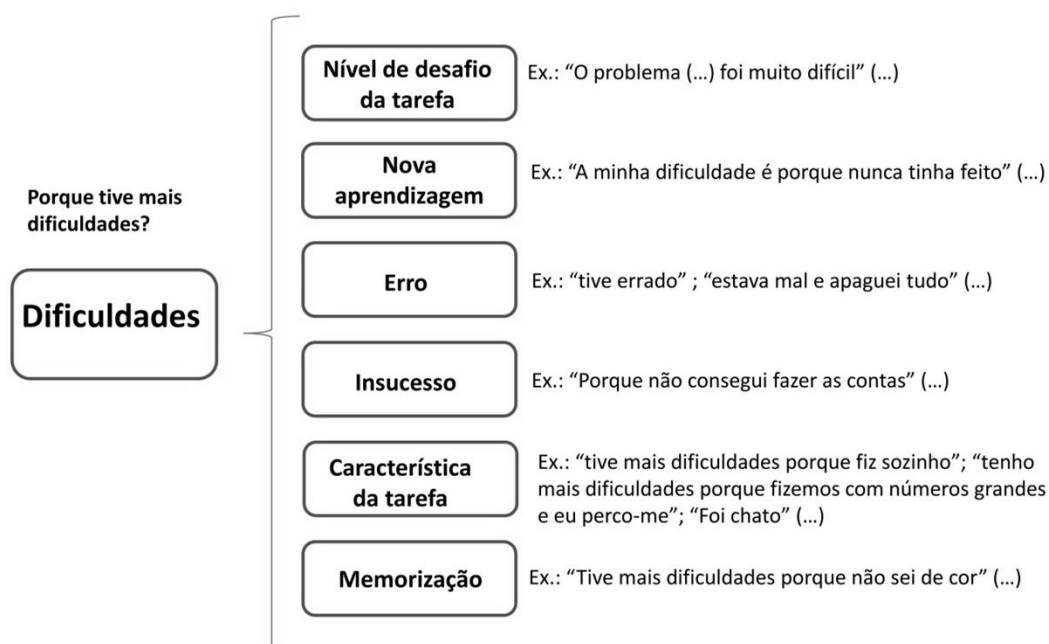 Porque tive mais
dificuldades?
Dificuldades
Nível de desafio
da tarefa
Ex.: “O problema (...) foi muito difícil” (...)
Nova
aprendizagem
Ex.: “A minha dificuldade é porque nunca tinha feito” (...)
Erro
Ex.: “tive errado” ; “estava mal e apaguei tudo” (...)
Insucesso
Ex.: “Porque não consegui fazer as contas” (...)
Característica
da tarefa
Ex.: “tive mais dificuldades porque fiz sozinho”; “tenho
mais dificuldades porque fizemos com números grandes
e eu perco-me”; “Foi chato” (...)
Memorização
Ex.: “Tive mais dificuldades porque não sei de cor” (...)